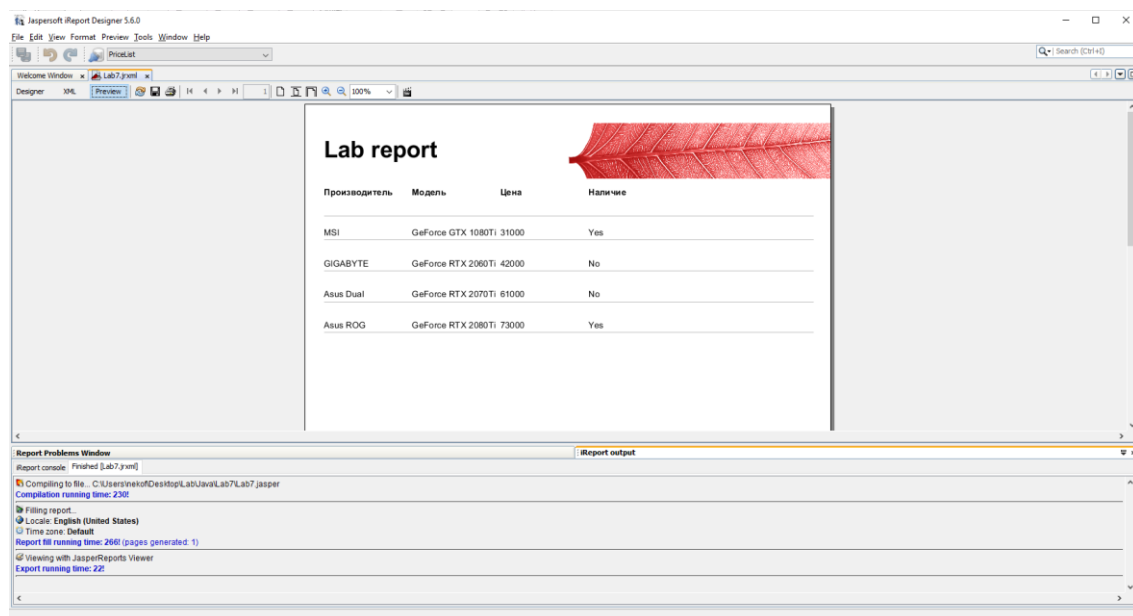 Jaspersoft iReport Designer 5.6.0
File Edit View Format Preview Tools Window Help
PriceList
Search (Ctrl+I)
Welcome Window Lab7.jrxml
Designer XML Preview 1 100%
Lab report
Производитель Модель Цена Наличие
MSI GeForce GTX 1080Ti 31000 Yes
GIGABYTE GeForce RTX 2060Ti 42000 No
Asus Dual GeForce RTX 2070Ti 61000 No
Asus ROG GeForce RTX 2080Ti 73000 Yes
Report Problems Window iReport output
iReport console Finished [Lab7.jrxml]
Compiling to file... C:\Users\nekof\Desktop\Lab\Java\Lab7\Lab7.jasper
Compilation running time: 230!
Filling report...
Locale: English (United States)
Time zone: Default
Report fill running time: 266! (pages generated: 1)
Viewing with JasperReports Viewer
Export running time: 22!